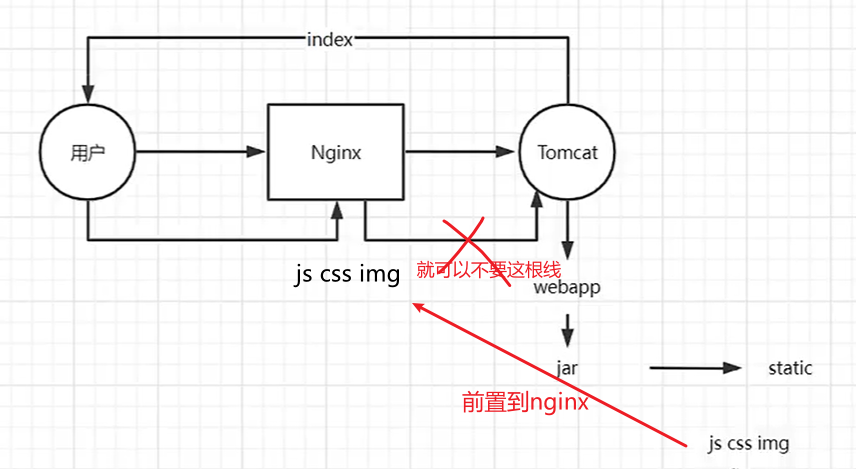 index
用户
Nginx
Tomcat
js css img
就可以不要这根线
webapp
jar
static
前置到nginx
js css img